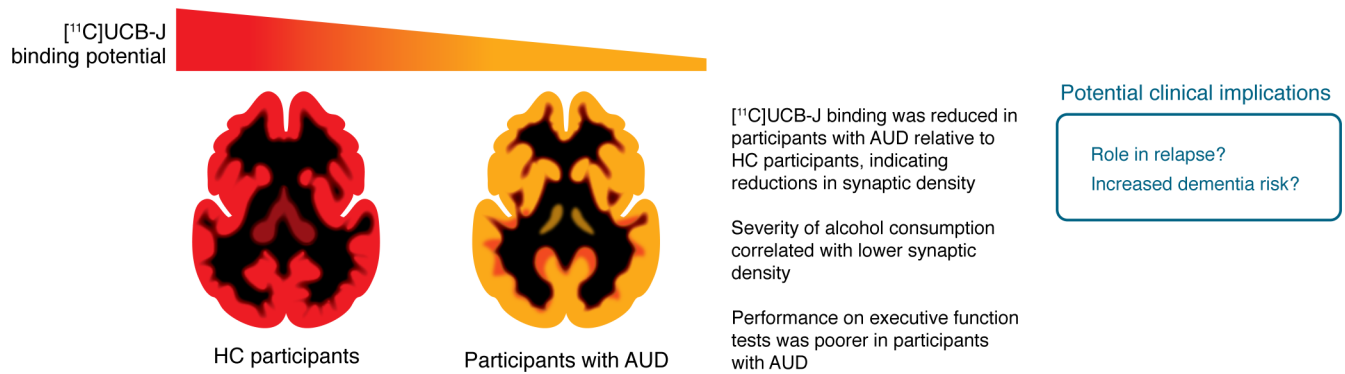 [¹¹C]UCB-J
binding potential
HC participants
Participants with AUD
[¹¹C]UCB-J binding was reduced in
participants with AUD relative to
HC participants, indicating
reductions in synaptic density
Severity of alcohol consumption
correlated with lower synaptic
density
Performance on executive function
tests was poorer in participants
with AUD
Potential clinical implications
Role in relapse?
Increased dementia risk?